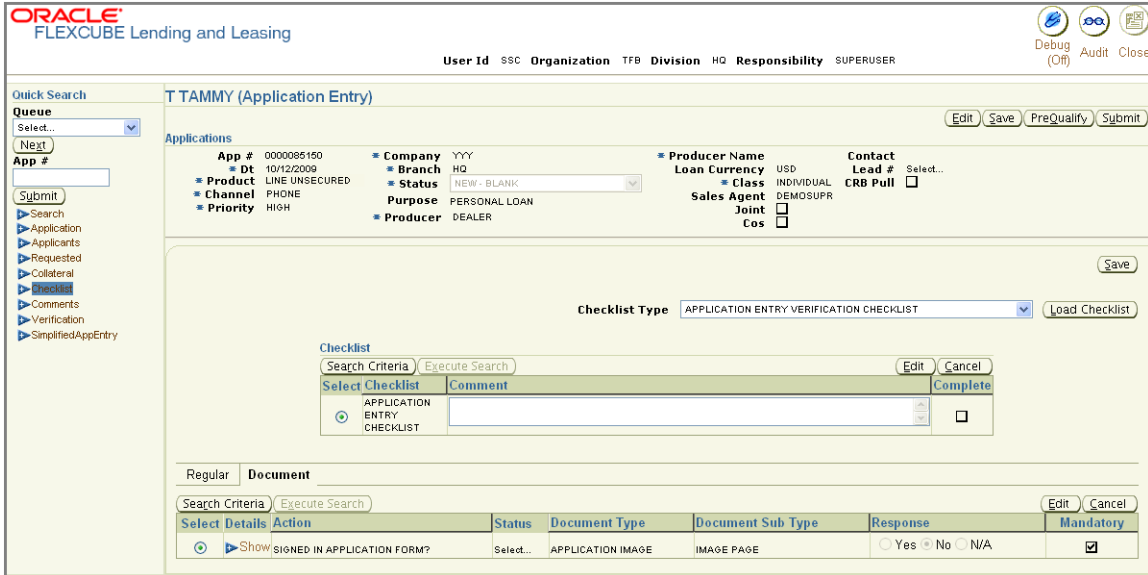 ORACLE
FLEXCUBE Lending and Leasing
Debug (Off) Audit Close
User Id SSC Organization TFB Division HQ Responsibility SUPERUSER
Quick Search
Queue
Select...
Next
App #
Submit
Search
Application
Applicants
Requested
Collateral
Checklist
Comments
Verification
SimplifiedAppEntry
T TAMMY (Application Entry)
Edit Save PreQualify Submit
Applications
App # 0000085150 * Company YYY * Producer Name Contact
* Dt 10/12/2009 * Branch HQ Loan Currency USD Lead # Select...
* Product LINE UNSECURED * Status NEW - BLANK * Class INDIVIDUAL CRB Pull
* Channel PHONE Purpose PERSONAL LOAN Sales Agent DEMOSUPR
* Priority HIGH * Producer DEALER Joint
Cos
Save
Checklist Type APPLICATION ENTRY VERIFICATION CHECKLIST Load Checklist
Checklist
Search Criteria Execute Search Edit Cancel
Select Checklist Comment Complete
APPLICATION
ENTRY
CHECKLIST
Regular Document
Search Criteria Execute Search Edit Cancel
Select Details Action Status Document Type Document Sub Type Response Mandatory
Show SIGNED IN APPLICATION FORM? Select... APPLICATION IMAGE IMAGE PAGE Yes No N/A